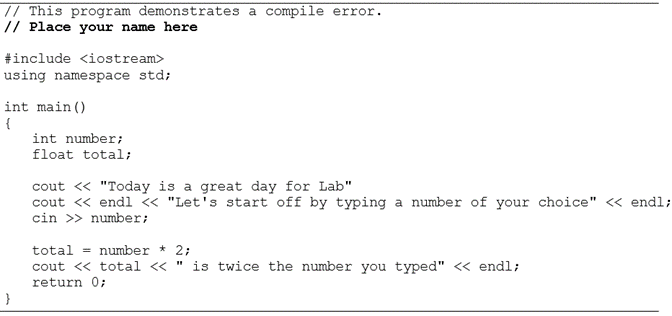 // This program demonstrates a compile error.
// Place your name here
#include <iostream>
using namespace std;
int main()
{
int number;
float total;
cout << "Today is a great day for Lab"
cout << endl << "Let's start off by typing a number of your choice" << endl;
cin >> number;
total = number * 2;
cout << total << " is twice the number you typed" << endl;
return 0;
}